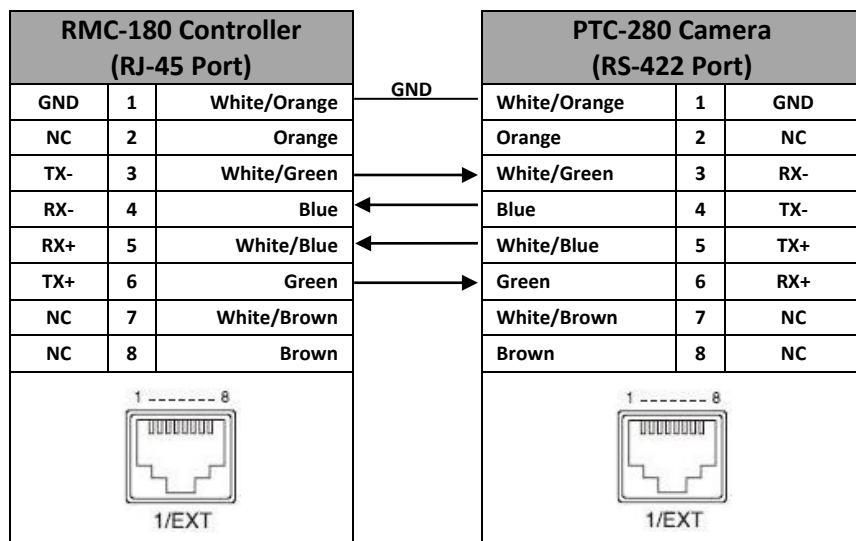 RMC-180 Controller
(RJ-45 Port)
GND 1 White/Orange
NC 2 Orange
TX- 3 White/Green
RX- 4 Blue
RX+ 5 White/Blue
TX+ 6 Green
NC 7 White/Brown
NC 8 Brown
1 ------- 8
1/EXT
GND
PTC-280 Camera
(RS-422 Port)
White/Orange 1 GND
Orange 2 NC
White/Green 3 RX-
Blue 4 TX-
White/Blue 5 TX+
Green 6 RX+
White/Brown 7 NC
Brown 8 NC
1 ------- 8
1/EXT